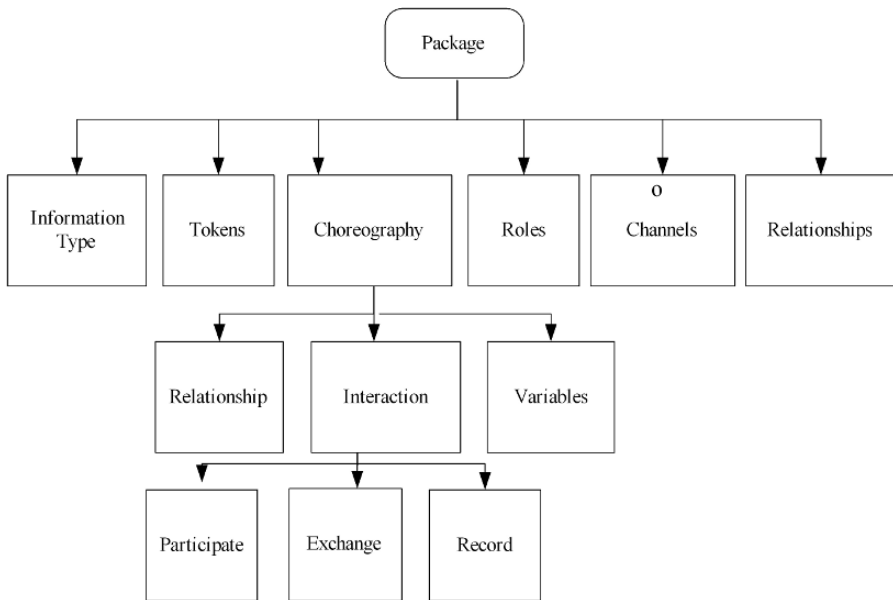 Package
Information
Type
Tokens
Choreography
Roles
o
Channels
Relationships
Relationship
Interaction
Variables
Participate
Exchange
Record